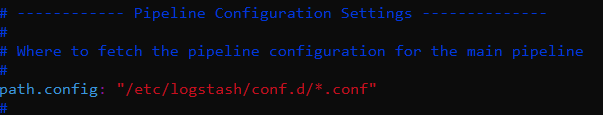 # ------------ Pipeline Configuration Settings --------------
#
# Where to fetch the pipeline configuration for the main pipeline
#
path.config: "/etc/logstash/conf.d/*.conf"
#